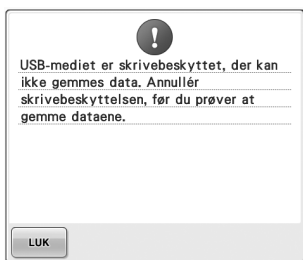 USB-mediet er skrivebeskyttet, der kan
ikke gemmes data. Annullér
skrivebeskyttelsen, før du prøver at
gemme dataene.
LUK